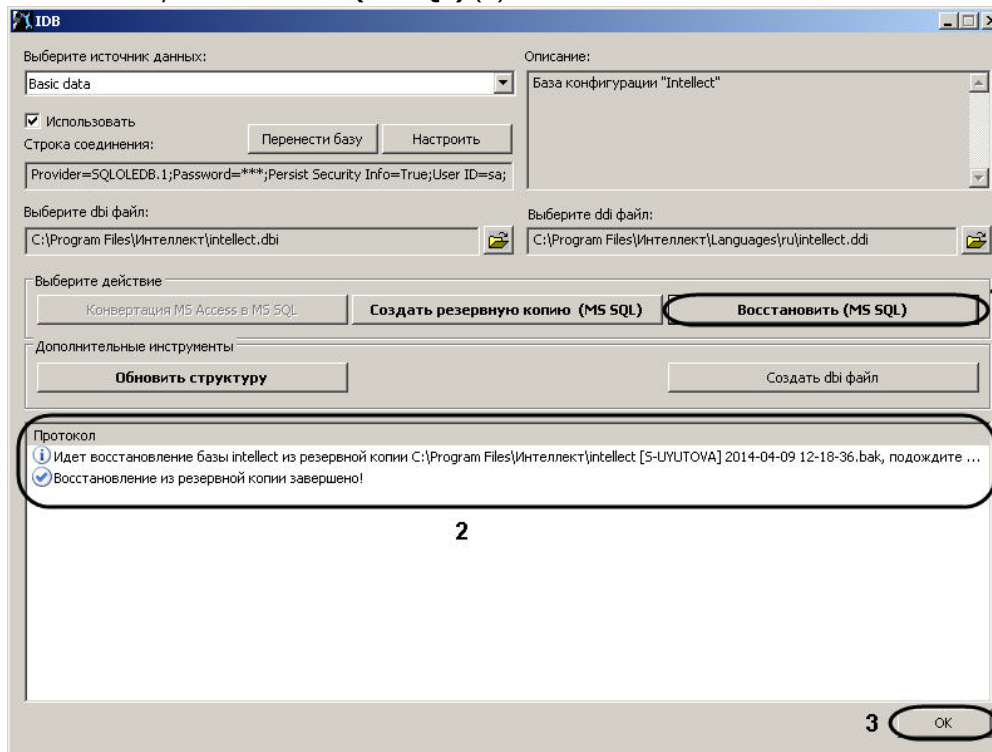 IDB
Выберите источник данных:
Описание:
Basic data
База конфигурации "Intellect"
Использовать
Строка соединения:
Перенести базу
Настроить
Provider=SQLOLEDB.1;Password=***;Persist Security Info=True;User ID=sa;
Выберите dbi файл:
Выберите ddi файл:
C:\Program Files\Интеллект\intellect.dbi
C:\Program Files\Интеллект\Languages\ru\intellect.ddi
Выберите действие
Конвертация MS Access в MS SQL
Создать резервную копию (MS SQL)
Восстановить (MS SQL)
Дополнительные инструменты
Обновить структуру
Создать dbi файл
Протокол
Идет восстановление базы intellect из резервной копии C:\Program Files\Интеллект\intellect [S-UYUTOVA] 2014-04-09 12-18-36.bak, подождите ...
Восстановление из резервной копии завершено!
2
3
OK